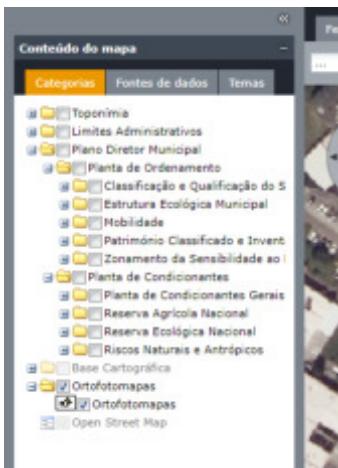 «
Conteúdo do mapa
Categorias Fontes de dados Temas
Toponímia
Limites Administrativos
Plano Diretor Municipal
Planta de Ordenamento
Classificação e Qualificação do S
Estrutura Ecológica Municipal
Mobilidade
Património Classificado e Invent
Zonamento da Sensibilidade ao
Planta de Condicionantes
Planta de Condicionantes Gerais
Reserva Agrícola Nacional
Reserva Ecológica Nacional
Riscos Naturais e Antrópicos
Base Cartográfica
Ortofotomapas
Ortofotomapas
Open Street Map
Fe
...